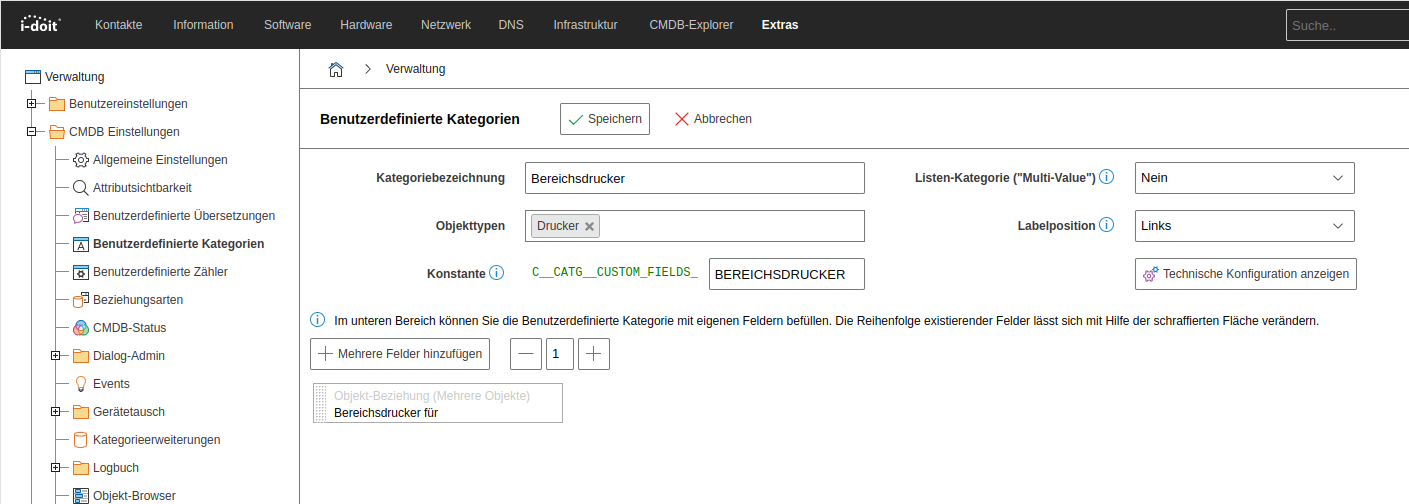 i-doit Kontakte Information Software Hardware Netzwerk DNS Infrastruktur CMDB-Explorer Extras Suche..
Verwaltung
Benutzereinstellungen
CMDB Einstellungen
Allgemeine Einstellungen
Attributsichtbarkeit
Benutzerdefinierte Übersetzungen
Benutzerdefinierte Kategorien
Benutzerdefinierte Zähler
Beziehungsarten
CMDB-Status
Dialog-Admin
Events
Gerätetausch
Kategorieerweiterungen
Logbuch
Objekt-Browser
Verwaltung
Benutzerdefinierte Kategorien Speichern Abbrechen
Kategoriebezeichnung Bereichsdrucker Listen-Kategorie ("Multi-Value") Nein
Objekttypen Drucker Labelposition Links
Konstante C__CATG__CUSTOM_FIELDS_ BEREICHSDRUCKER Technische Konfiguration anzeigen
Im unteren Bereich können Sie die Benutzerdefinierte Kategorie mit eigenen Feldern befüllen. Die Reihenfolge existierender Felder lässt sich mit Hilfe der schraffierten Fläche verändern.
Mehrere Felder hinzufügen 1
Objekt-Beziehung (Mehrere Objekte)
Bereichsdrucker für